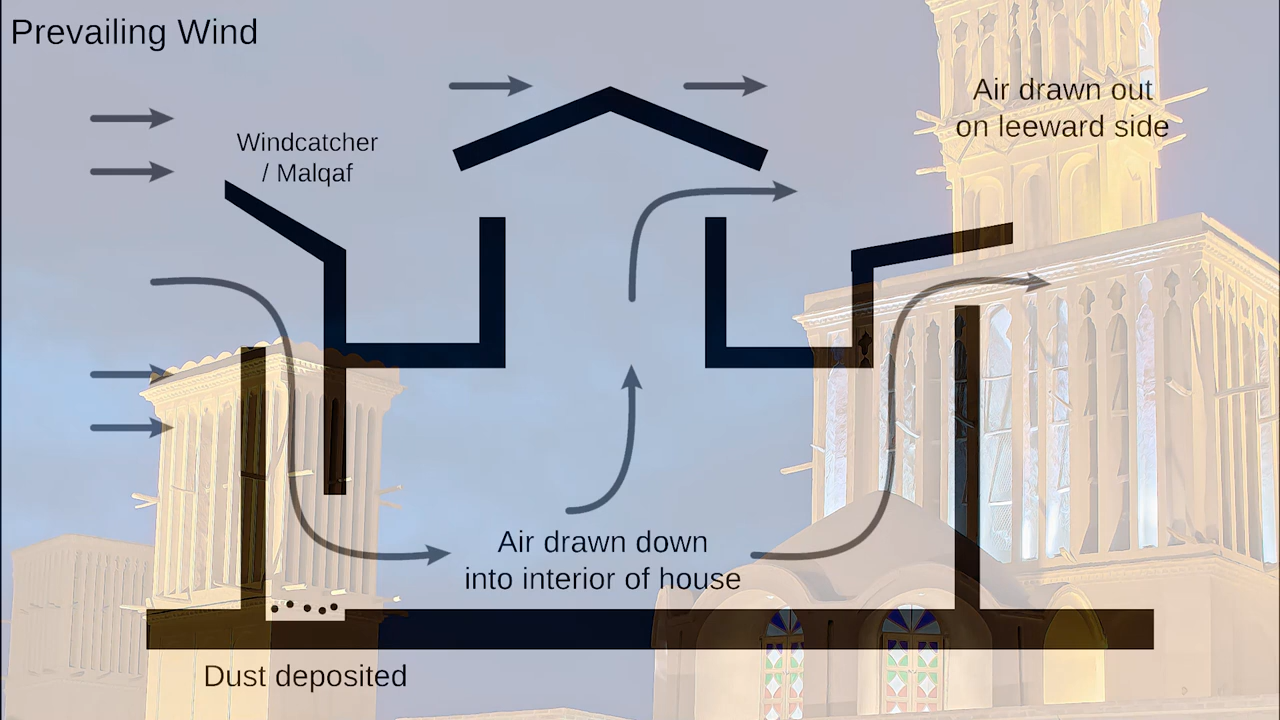 Prevailing Wind
Windcatcher
/ Malqaf
Air drawn out
on leeward side
Air drawn down
into interior of house
Dust deposited